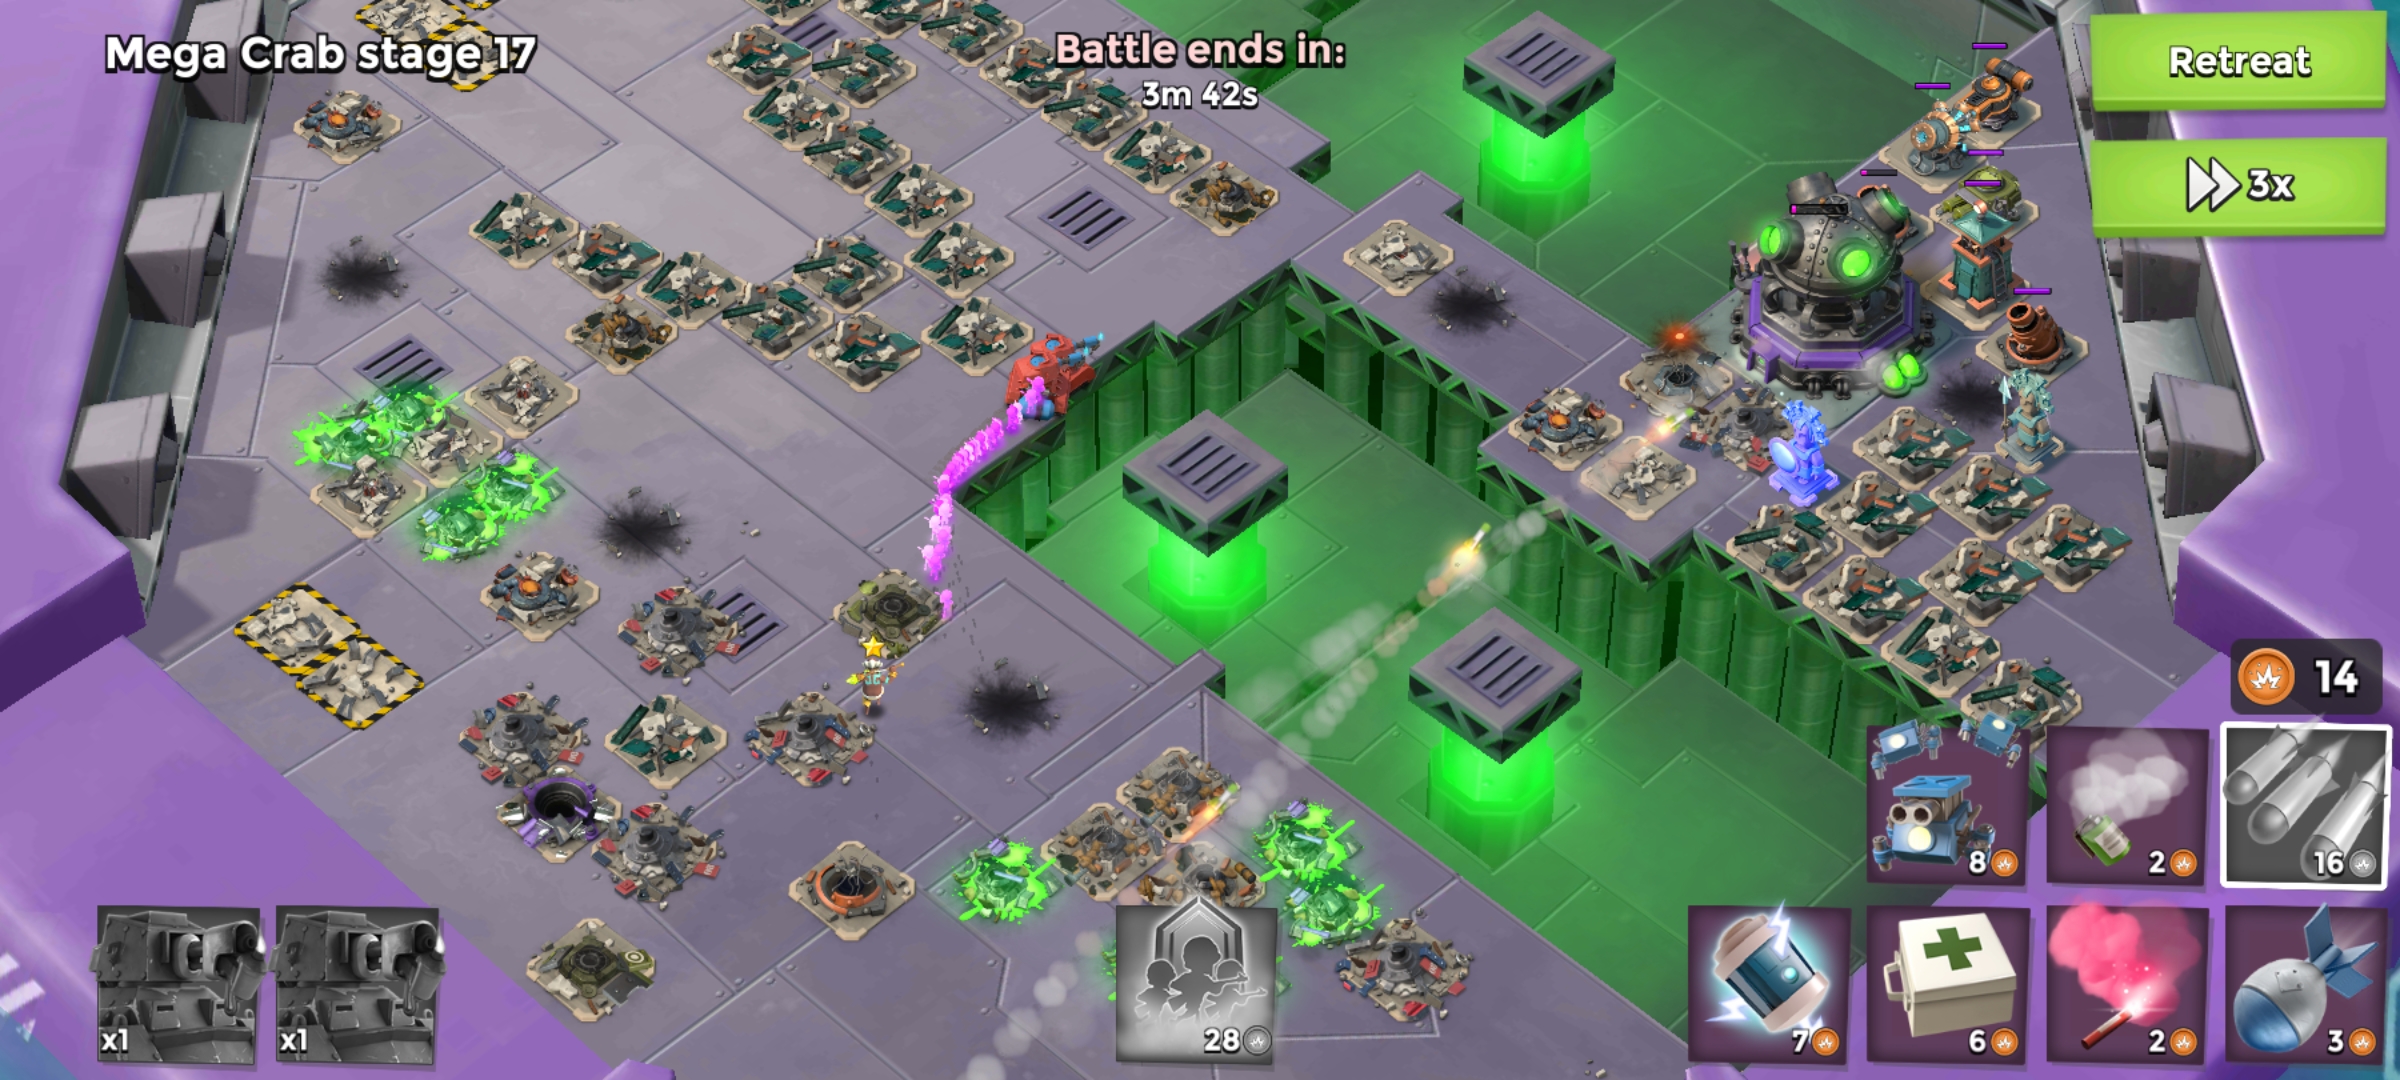 Mega Crab stage 17
Battle ends in:
3m 42s
Retreat
3x
14
8
2
16
x1
x1
28
7
6
2
3